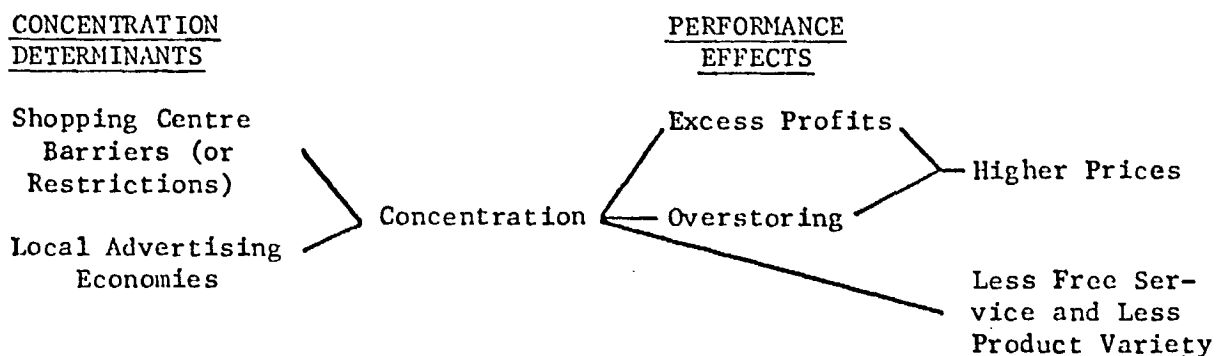 CONCENTRATION
DETERMINANTS
PERFORMANCE
EFFECTS
Shopping Centre
Barriers (or
Restrictions)
Local Advertising
Economies
Concentration
Excess Profits
Overstoring
Higher Prices
Less Free Ser-
vice and Less
Product Variety